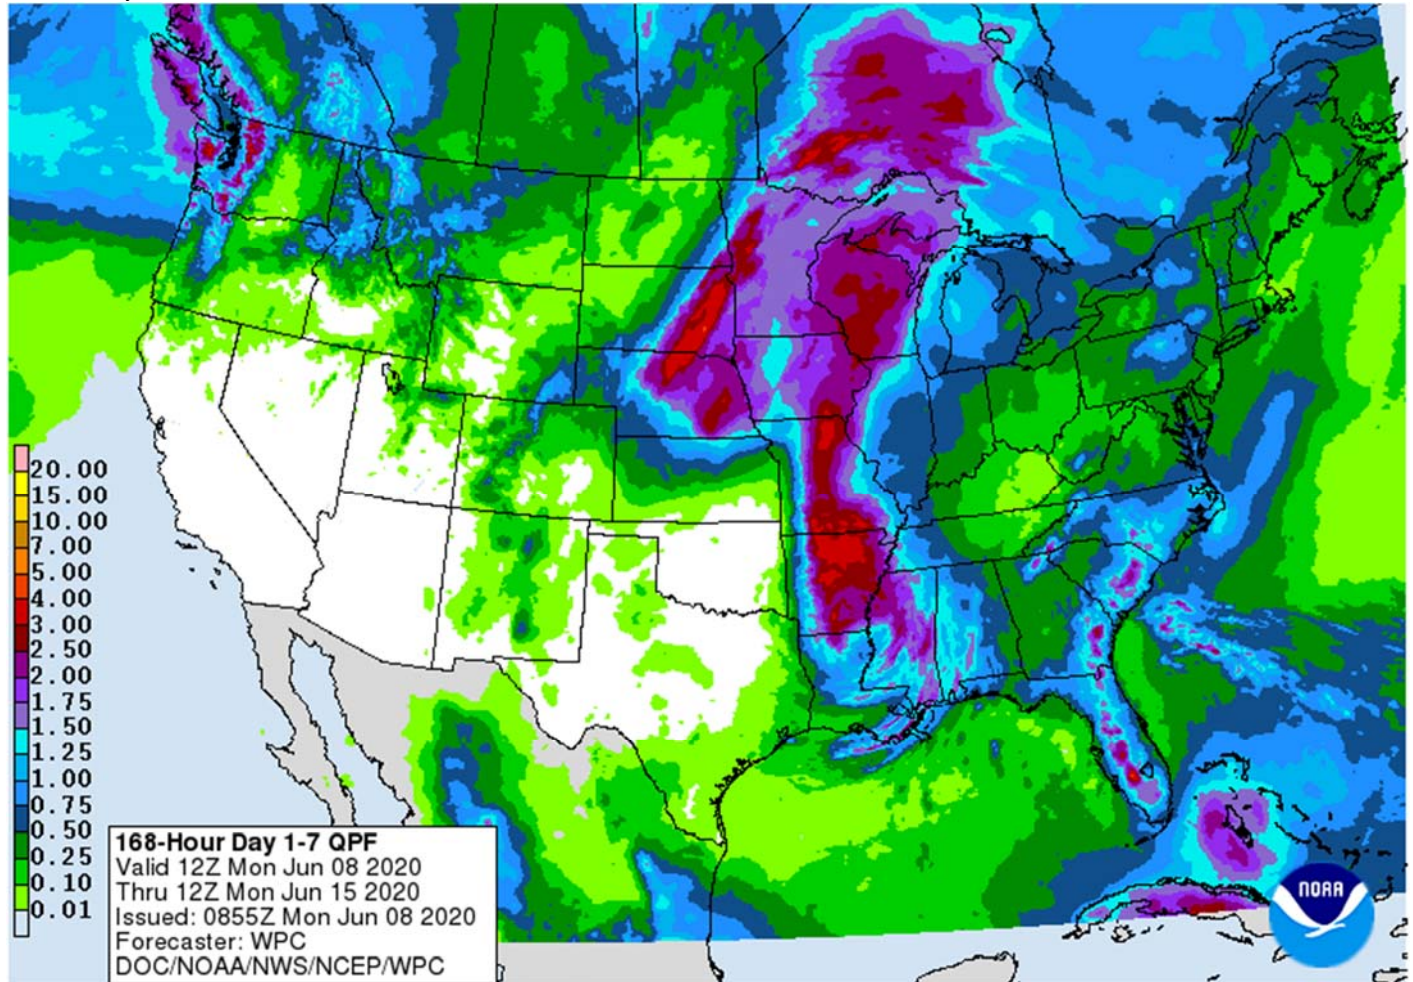 20.00
15.00
10.00
7.00
5.00
4.00
3.00
2.50
2.00
1.75
1.50
1.25
1.00
0.75
0.50
0.25
0.10
0.01
168-Hour Day 1-7 QPF
Valid 12Z Mon Jun 08 2020
Thru 12Z Mon Jun 15 2020
Issued: 0855Z Mon Jun 08 2020
Forecaster: WPC
DOC/NOAA/NWS/NCEP/WPC
NOAA